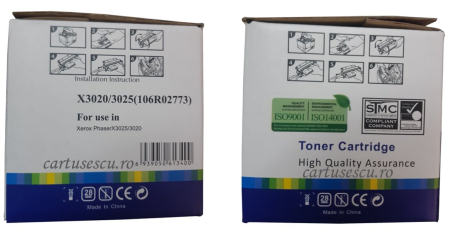 Installation Instruction
X3020/3025(106R02773)
For use in
Xerox PhaserX3025/3020
cartusescu.ro
6939050613400
Made in China
QUALITY MANAGEMENT
ISO9001
ENVIRONMENTAL MANAGEMENT
ISO14001
STMC
COMPLIANT
COMPANY
Toner Cartridge
High Quality Assurance
cartusescu.ro
Made in China